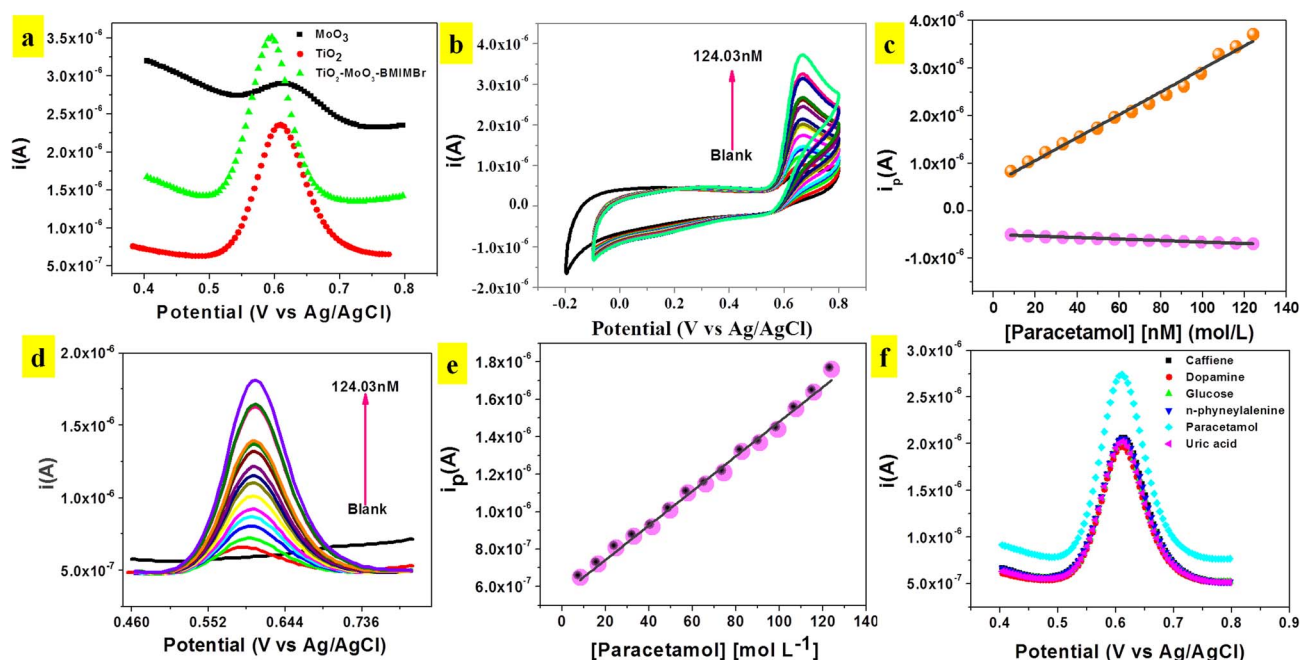 a
MoO3
TiO2
TiO2-MoO3-BMIMBr
3.5x10-6
3.0x10-6
2.5x10-6
2.0x10-6
1.5x10-6
1.0x10-6
5.0x10-7
i(A)
0.4 0.5 0.6 0.7 0.8
Potential (V vs Ag/AgCl)
b
4.0x10-6
3.0x10-6
2.0x10-6
1.0x10-6
0.0
-1.0x10-6
-2.0x10-6
i(A)
124.03nM
Blank
-0.2 0.0 0.2 0.4 0.6 0.8
Potential (V vs Ag/AgCl)
c
4.0x10-6
3.0x10-6
2.0x10-6
1.0x10-6
0.0
-1.0x10-6
ip(A)
0 20 40 60 80 100 120 140
[Paracetamol] [nM] (mol/L)
d
2.0x10-6
1.5x10-6
1.0x10-6
5.0x10-7
i(A)
124.03nM
Blank
0.460 0.552 0.644 0.736
Potential (V vs Ag/AgCl)
e
1.8x10-6
1.6x10-6
1.4x10-6
1.2x10-6
1.0x10-6
8.0x10-7
6.0x10-7
ip(A)
0 20 40 60 80 100 120 140
[Paracetamol] [mol L-1]
f
3.0x10-6
2.5x10-6
2.0x10-6
1.5x10-6
1.0x10-6
5.0x10-7
i(A)
Caffiene
Dopamine
Glucose
n-phyneylalenine
Paracetamol
Uric acid
0.4 0.5 0.6 0.7 0.8 0.9
Potential (V vs Ag/AgCl)